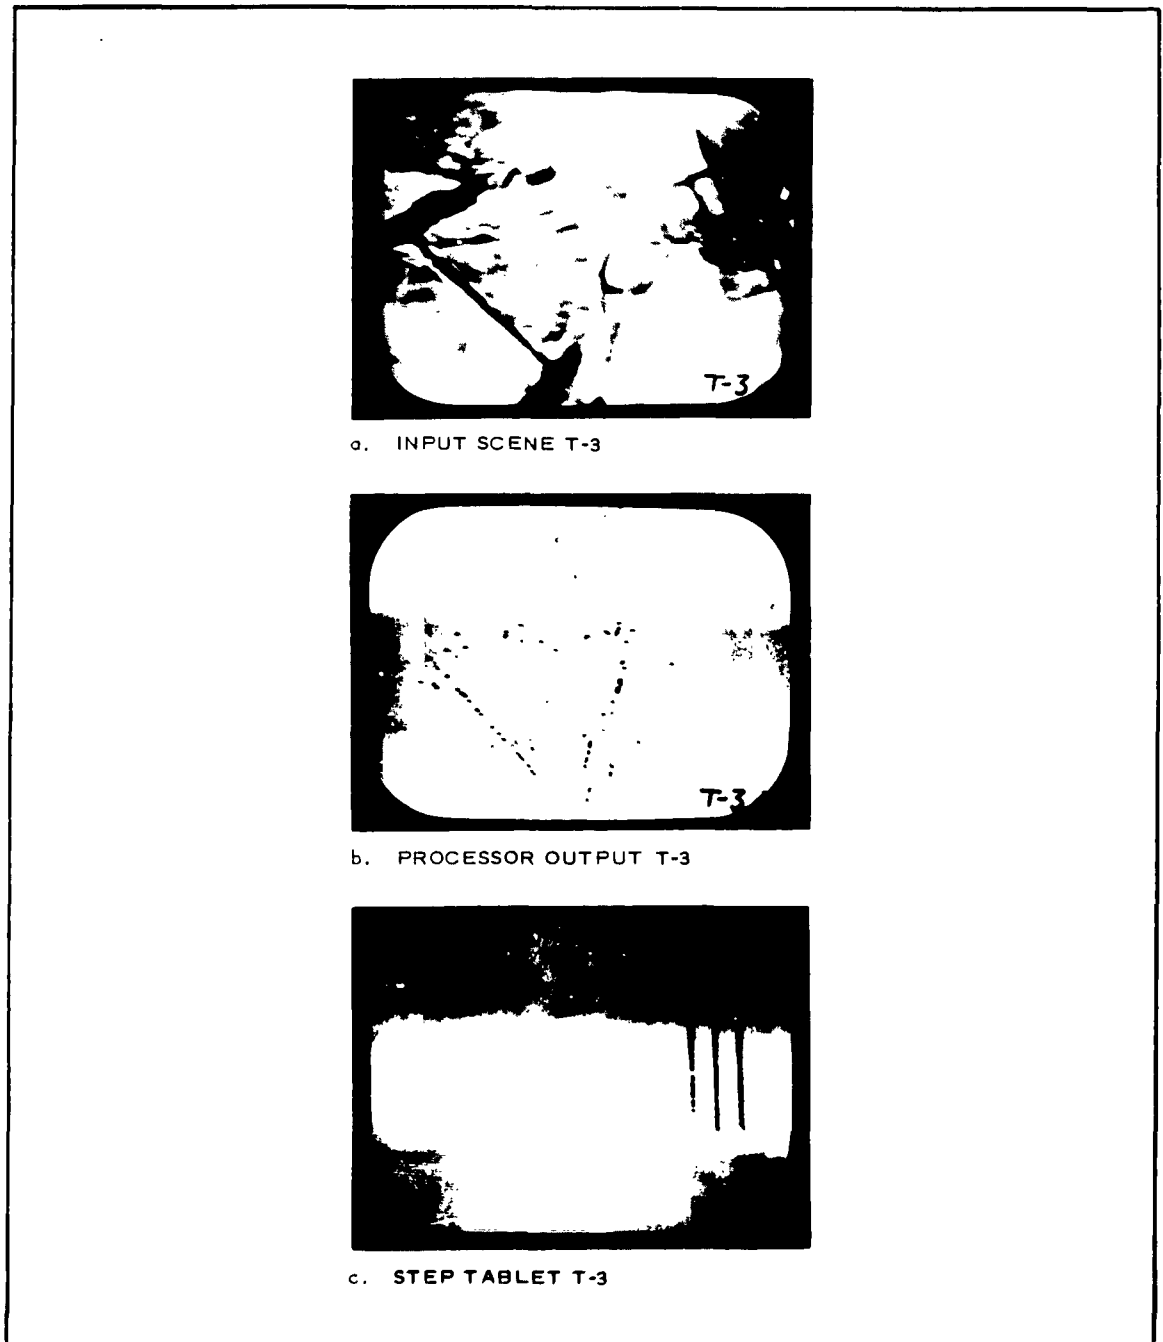 T-3
a. INPUT SCENE T-3
T-3
b. PROCESSOR OUTPUT T-3
c. STEP TABLET T-3